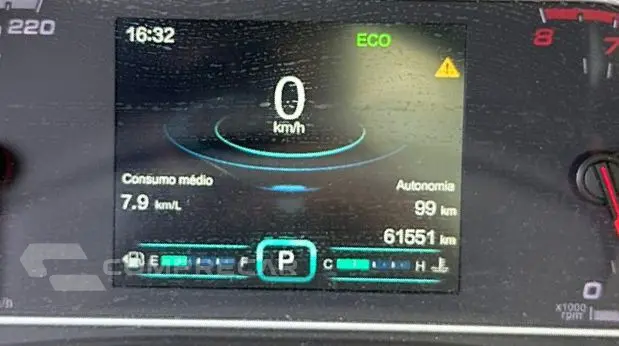 220
16:32
ECO
8
7
0
km/h
Consumo médio
7.9 km/L
Autonomia
99 km
61551 km
E F
P
C H
COMPRECAR
0
x1000
rpm